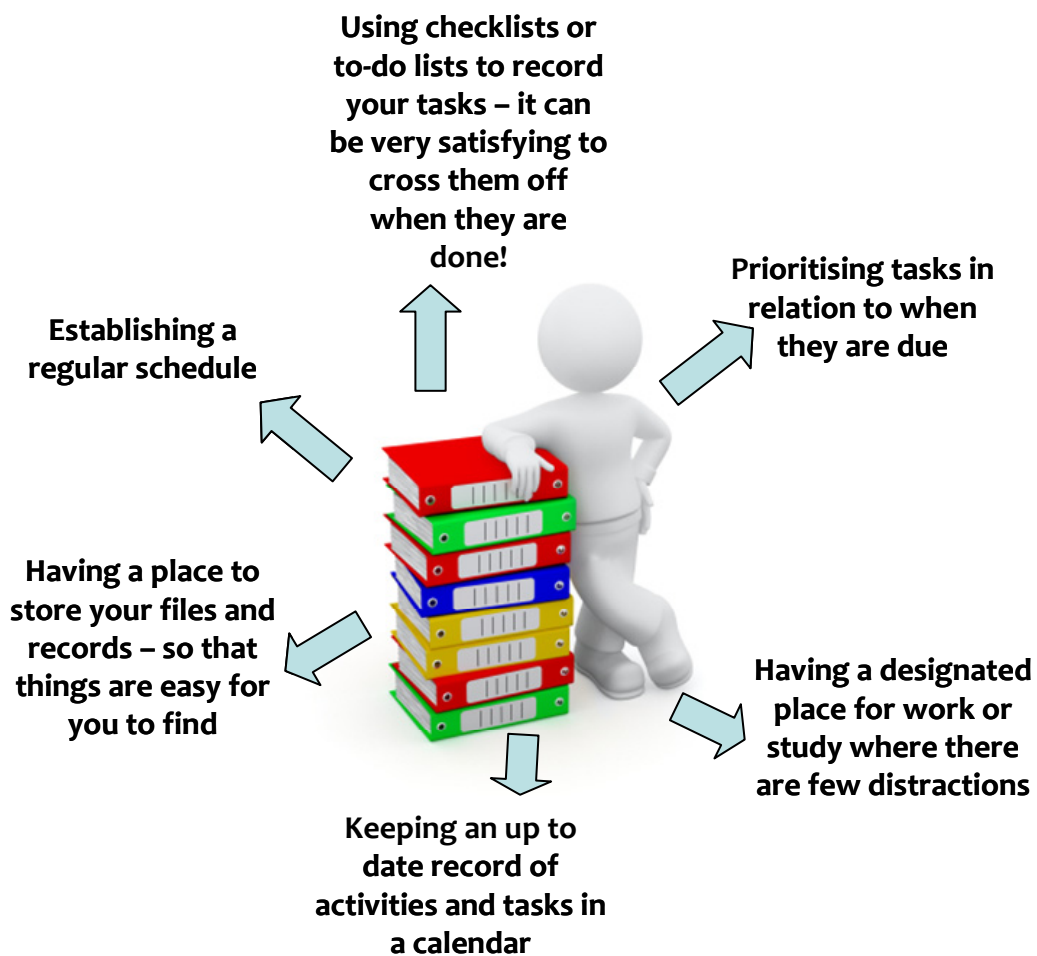 Using checklists or
to-do lists to record
your tasks – it can
be very satisfying to
cross them off
when they are
done!
Prioritising tasks in
relation to when
they are due
Establishing a
regular schedule
Having a place to
store your files and
records – so that
things are easy for
you to find
Having a designated
place for work or
study where there
are few distractions
Keeping an up to
date record of
activities and tasks in
a calendar